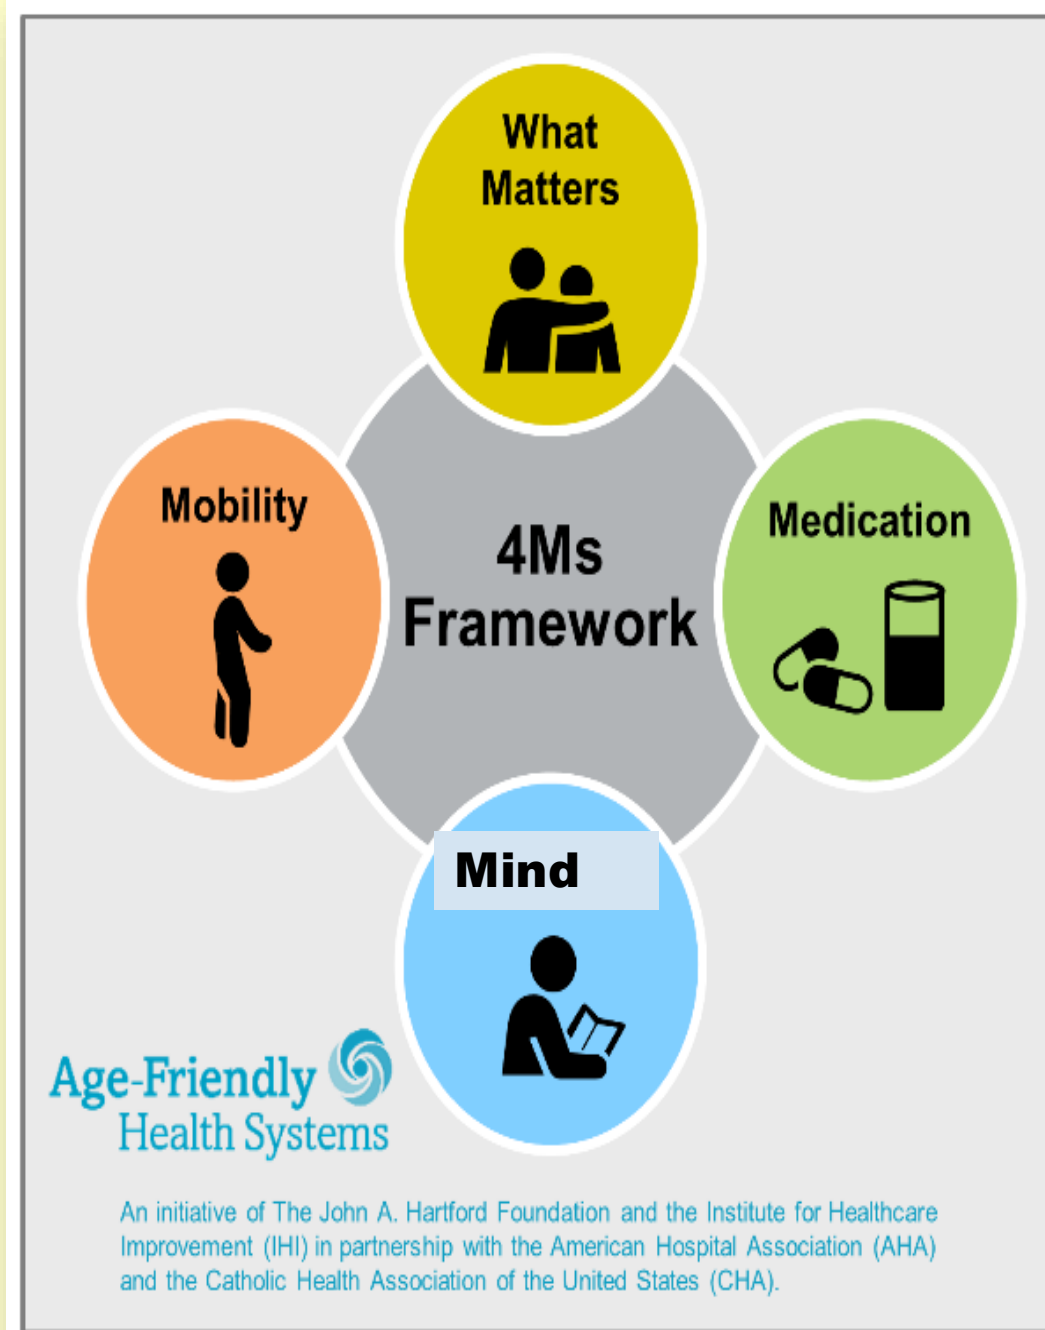 What
Matters
Mobility
Medication
4Ms
Framework
Mind
Age-Friendly
Health Systems
An initiative of The John A. Hartford Foundation and the Institute for Healthcare
Improvement (IHI) in partnership with the American Hospital Association (AHA)
and the Catholic Health Association of the United States (CHA).